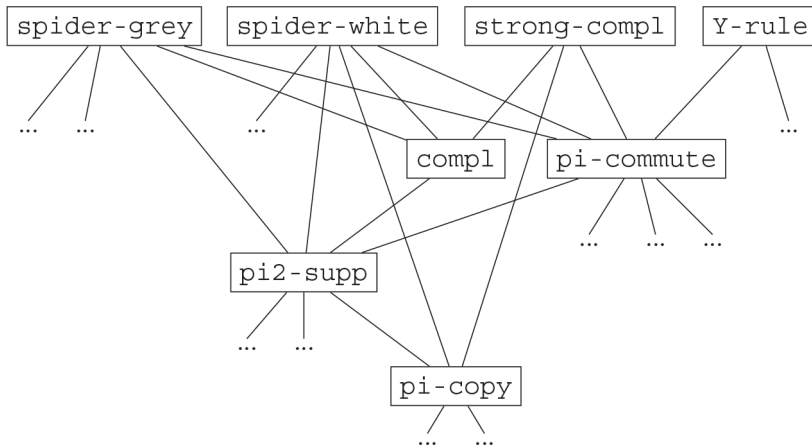 spider-grey spider-white strong-compl Y-rule
... ... ... ...
compl pi-commute
... ... ...
pi2-supp
... ...
pi-copy
... ...